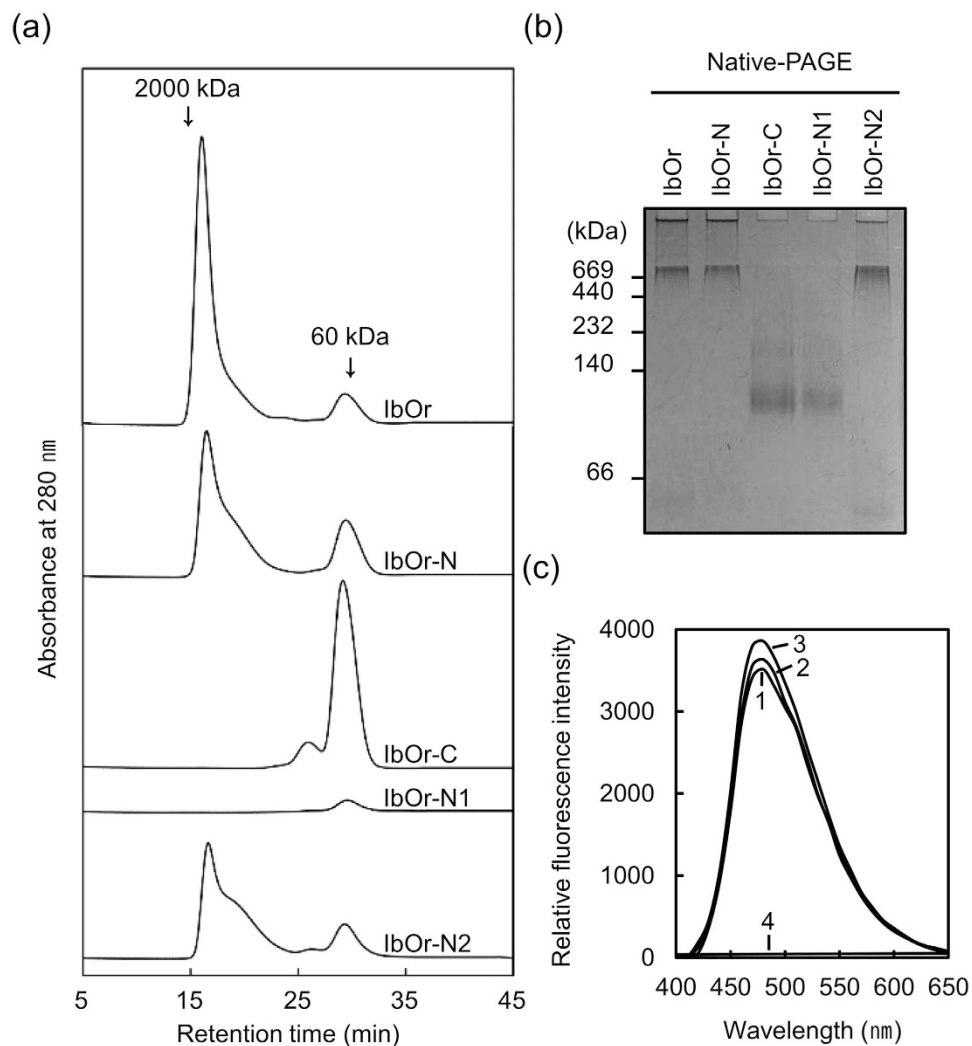 (a)
2000 kDa
↓
60 kDa
↓
IbOr
IbOr-N
IbOr-C
IbOr-N1
IbOr-N2
Absorbance at 280 ㎚
5 15 25 35 45
Retention time (min)
(b)
Native-PAGE
IbOr
IbOr-N
IbOr-C
IbOr-N1
IbOr-N2
(kDa)
669
440
232
140
66
(c)
Relative fluorescence intensity
4000
3000
2000
1000
0
3
2
1
4
400 450 500 550 600 650
Wavelength (㎚)